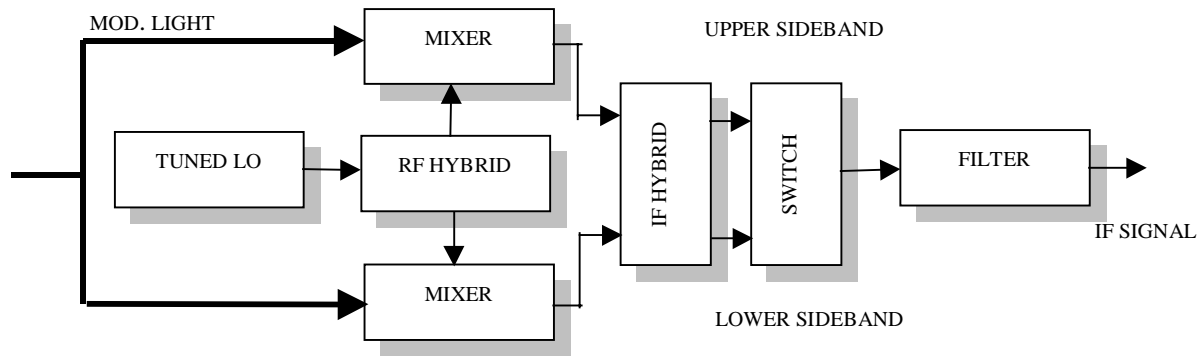 MOD. LIGHT
MIXER
UPPER SIDEBAND
TUNED LO
RF HYBRID
IF HYBRID
SWITCH
FILTER
IF SIGNAL
MIXER
LOWER SIDEBAND